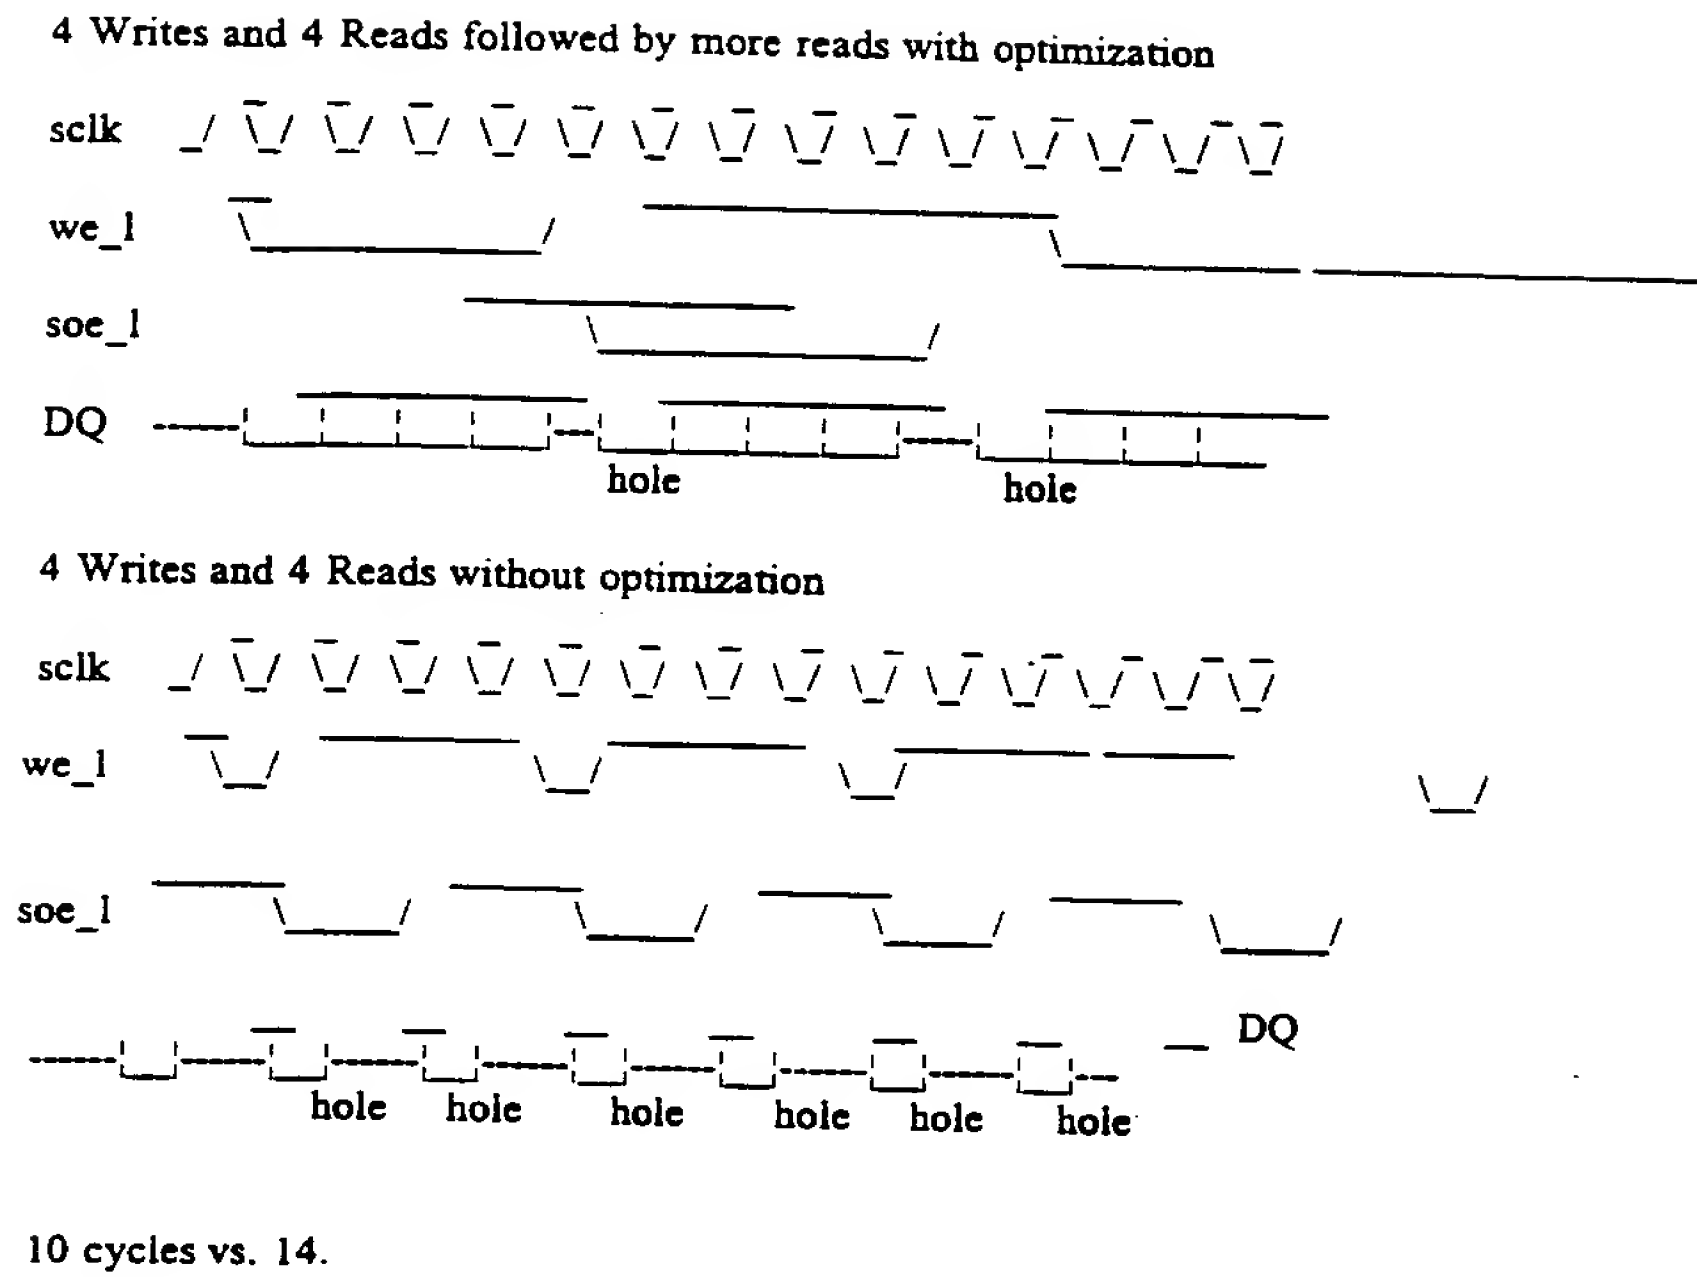 4 Writes and 4 Reads followed by more reads with optimization
sclk
we_l
soe_l
DQ
hole hole
4 Writes and 4 Reads without optimization
sclk
we_l
soe_l
DQ
hole hole hole hole hole hole
10 cycles vs. 14.